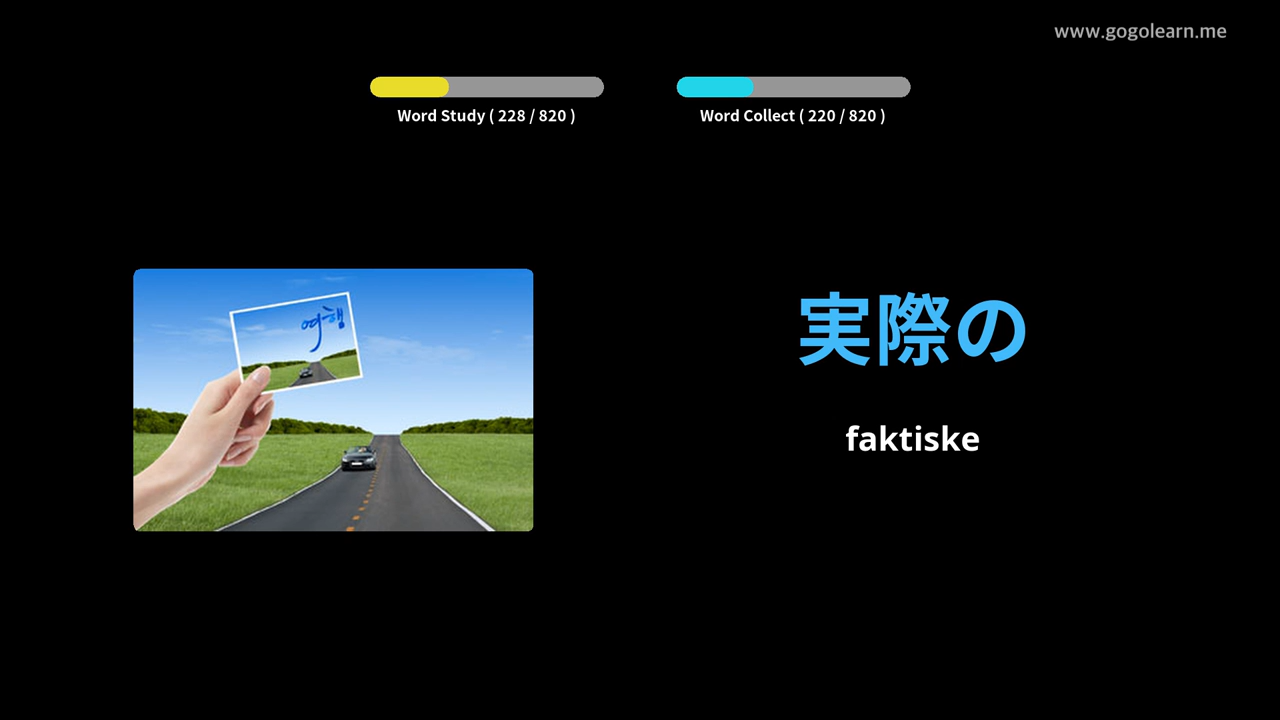 www.gogolearn.me
Word Study ( 228 / 820 )
Word Collect ( 220 / 820 )
여행
実際の
faktiske